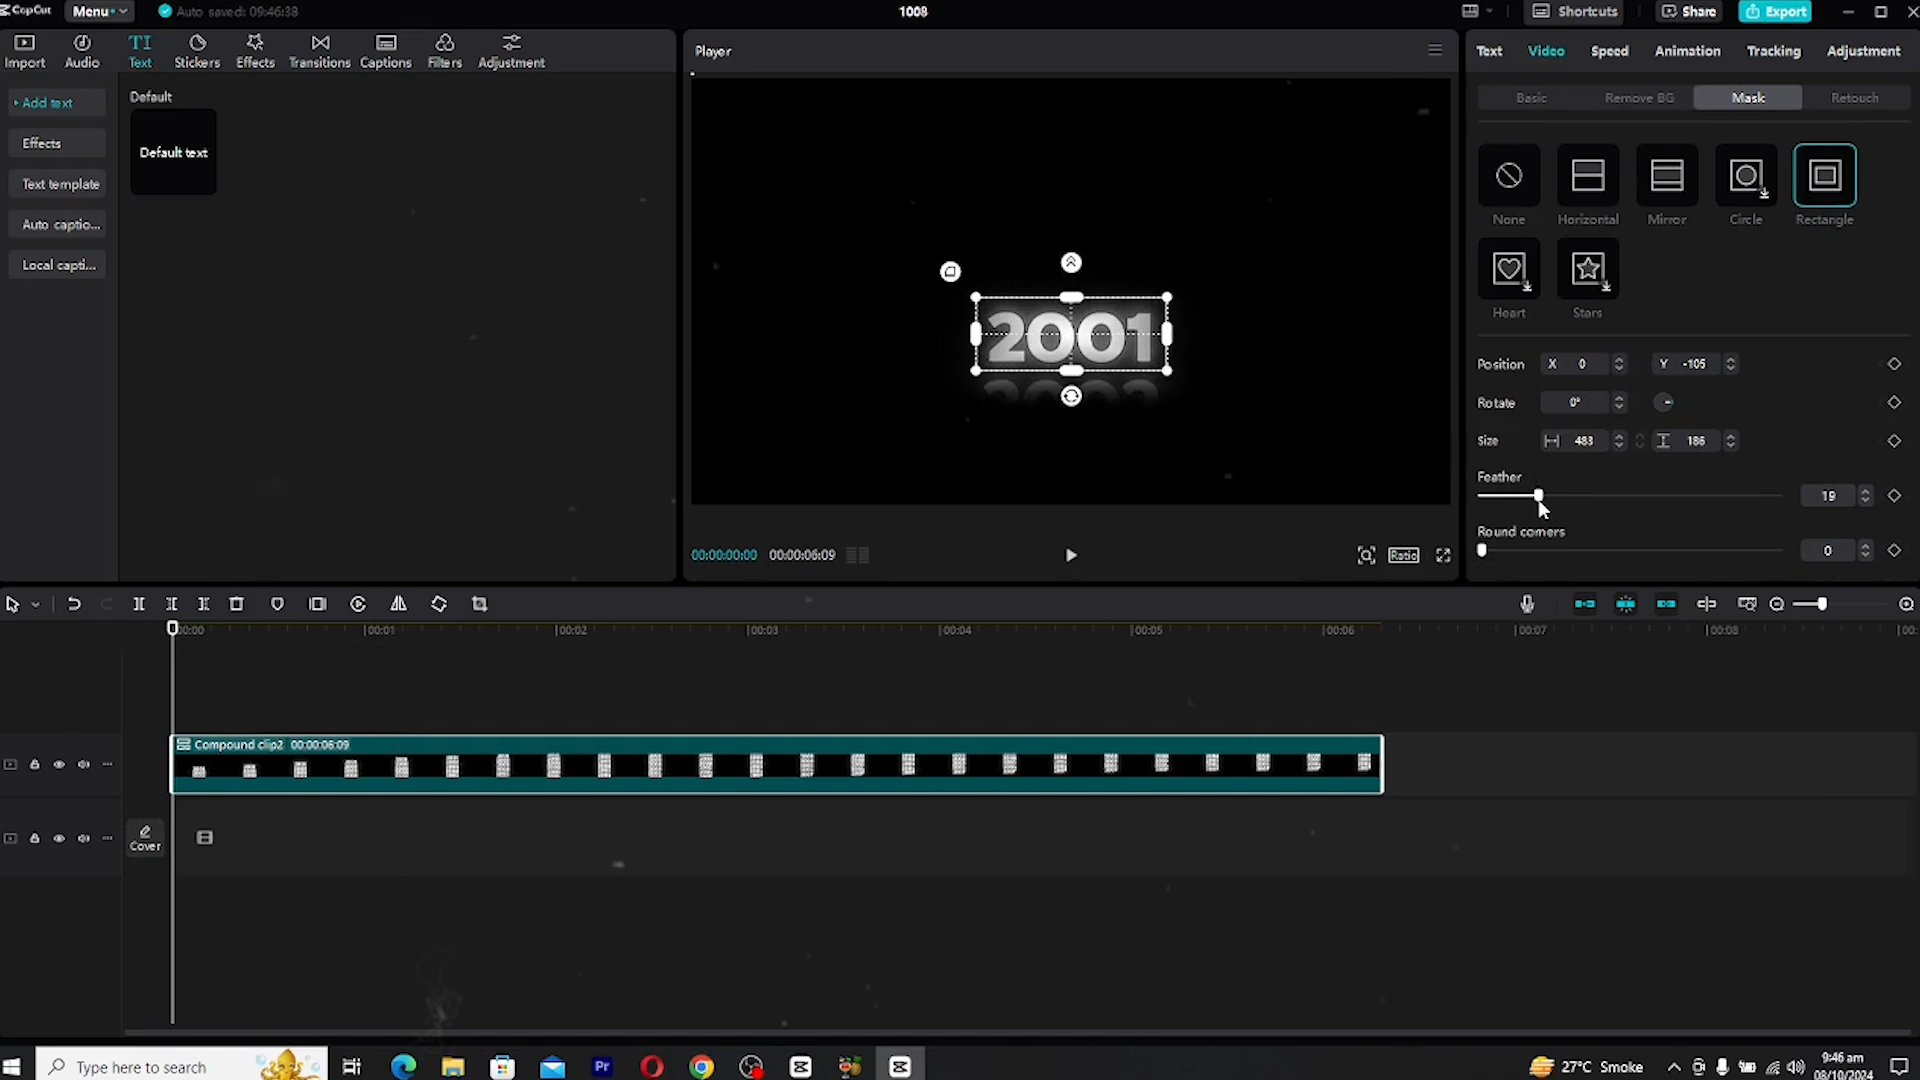 CapCut
Menu
Auto saved: 09:46:38
1008
Shortcuts
Share
Export
Import
Audio
TI
Text
Stickers
Effects
Transitions
Captions
Filters
Adjustment
Add text
Effects
Text template
Auto captio...
Local capti...
Default
Default text
Player
2001
2002
00:00:00:00
00:00:06:09
Ratio
Text
Video
Speed
Animation
Tracking
Adjustment
Basic
Remove BG
Mask
Retouch
None
Horizontal
Mirror
Circle
Rectangle
Heart
Stars
Position X 0 Y -105
Rotate 0°
Size 483 186
Feather
19
Round corners
0
00:00
00:01
00:02
00:03
00:04
00:05
00:06
00:07
00:08
00:
Compound clip2 00:00:06:09
Cover
Type here to search
Pr
27°C Smoke
9:46 am
08/10/2024